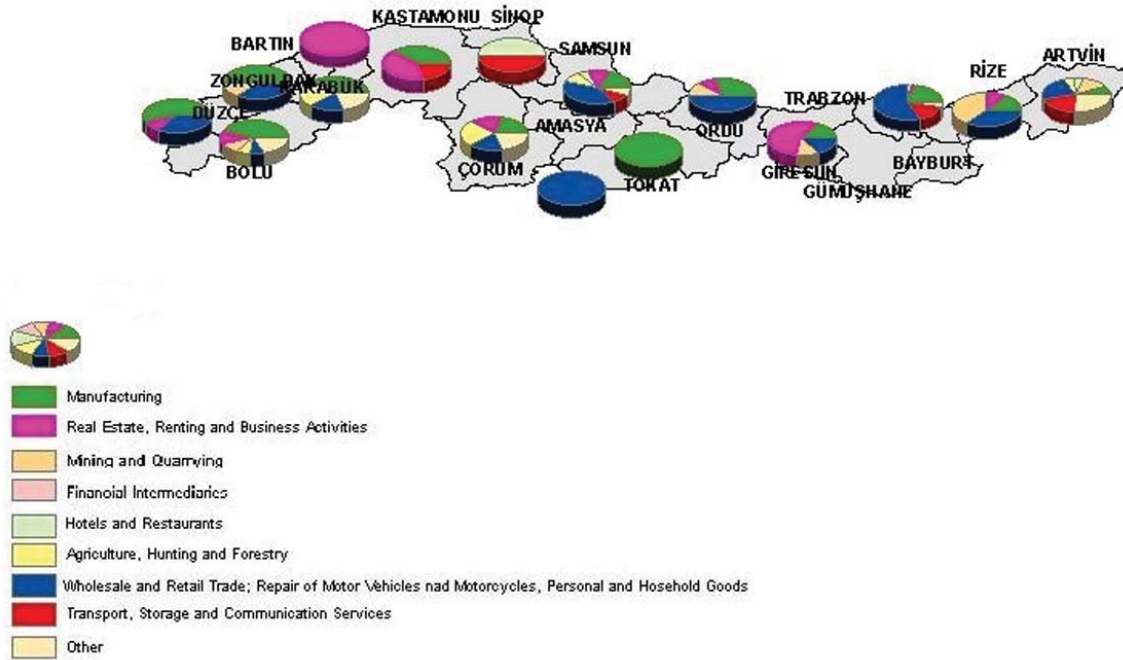 KASTAMONU SİNOP
BARTIN
SAMSUN
ARTVİN
RİZE
ZONGULDAK
KARABÜK
TRABZON
DÜZCE
AMASYA
ORDU
BOLU
ÇORUM
TOKAT
GİRESUN
BAYBURT
GÜMÜŞHANE
Manufacturing
Real Estate, Renting and Business Activities
Mining and Quarrying
Financial Intermediaries
Hotels and Restaurants
Agriculture, Hunting and Forestry
Wholesale and Retail Trade; Repair of Motor Vehicles nad Motorcycles, Personal and Hosehold Goods
Transport, Storage and Communication Services
Other